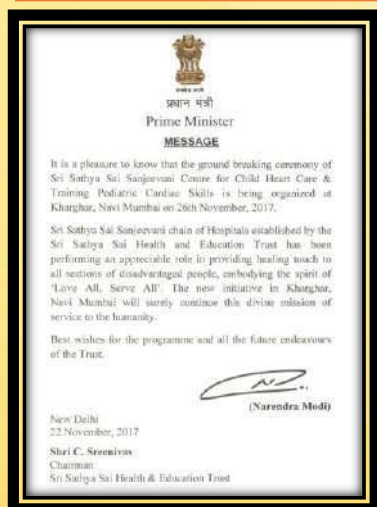 प्रधान मंत्री
Prime Minister
MESSAGE
It is a pleasure to know that the ground breaking ceremony of
Sri Sathya Sai Sanjeevani Centre for Child Heart Care &
Training Pediatric Cardiac Skills is being organized at
Kharghar, Navi Mumbai on 26th November, 2017.
Sri Sathya Sai Sanjeevani chain of Hospitals established by the
Sri Sathya Sai Health and Education Trust has been
performing an appreciable role in providing healing touch to
all sections of disadvantaged people, embodying the spirit of
'Love All, Serve All'. The new initiative in Kharghar,
Navi Mumbai will surely continue this divine mission of
service to the humanity.
Best wishes for the programme and all the future endeavours
of the Trust.
(Narendra Modi)
New Delhi
22 November, 2017
Shri C. Sreenivas
Chairman
Sri Sathya Sai Health & Education Trust